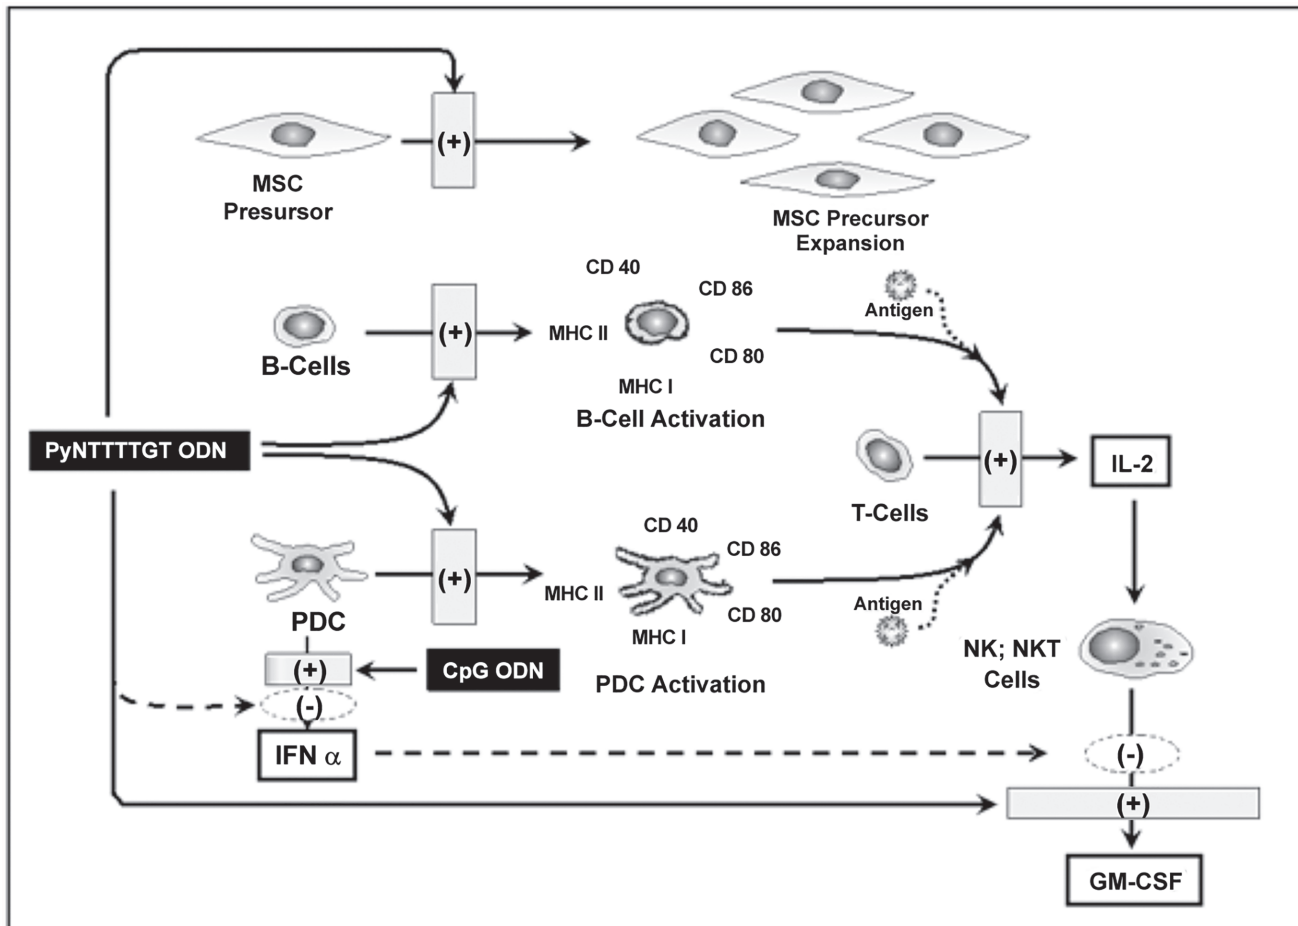 (+)
MSC
Presursor
MSC Precursor
Expansion
CD 40
CD 86
Antigen
B-Cells
(+)
MHC II
CD 80
MHC I
B-Cell Activation
PyNTTTTGT ODN
T-Cells
(+)
IL-2
CD 40
CD 86
PDC
(+)
MHC II
CD 80
MHC I
PDC Activation
Antigen
NK; NKT
Cells
(+)
CpG ODN
(-)
IFN α
(-)
(+)
GM-CSF